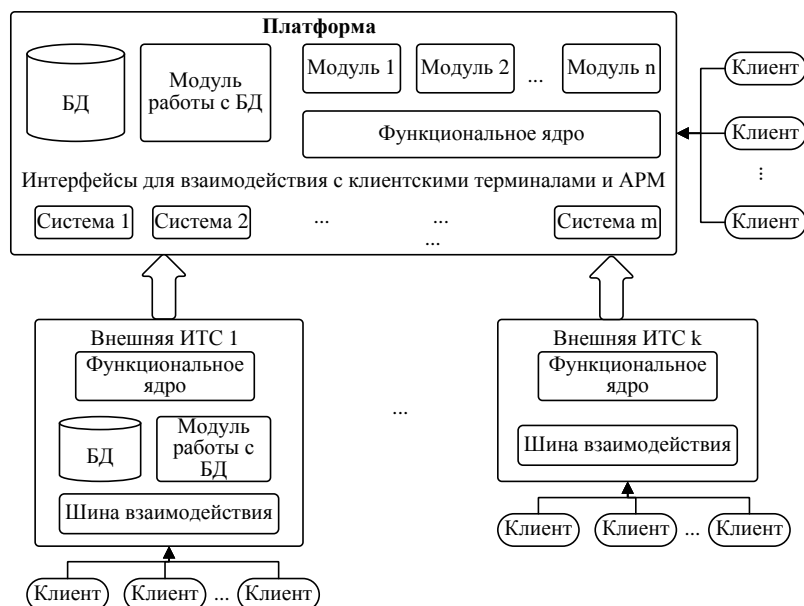 Платформа
БД
Модуль
работы с БД
Модуль 1
Модуль 2
...
Модуль n
Функциональное ядро
Интерфейсы для взаимодействия с клиентскими терминалами и АРМ
Система 1
Система 2
...
...
...
Система m
Клиент
Клиент
...
Клиент
Внешняя ИТС 1
Функциональное
ядро
БД
Модуль
работы с
БД
Шина взаимодействия
Клиент
Клиент
...
Клиент
...
Внешняя ИТС k
Функциональное
ядро
Шина взаимодействия
Клиент
Клиент
...
Клиент